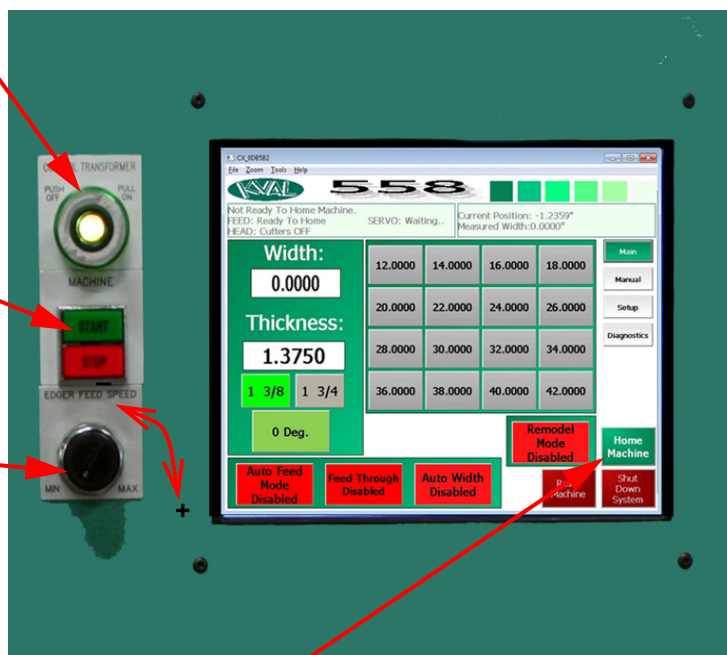 CONTROL TRANSFORMER
PUSH OFF
PULL ON
MACHINE
START
STOP
EDGER FEED SPEED
MIN
MAX
−
+
CX_0D8582
File Zoom Tools Help
KVAL
558
Not Ready To Home Machine.
FEED: Ready To Home
HEAD: Cutters OFF
SERVO: Waiting..
Current Position: -1.2359"
Measured Width:0.0000"
Width:
0.0000
Thickness:
1.3750
1 3/8 1 3/4
0 Deg.
12.0000 14.0000 16.0000 18.0000
20.0000 22.0000 24.0000 26.0000
28.0000 30.0000 32.0000 34.0000
36.0000 38.0000 40.0000 42.0000
Main
Manual
Setup
Diagnostics
Remodel
Mode
Disabled
Home
Machine
Auto Feed
Mode
Disabled
Feed Through
Disabled
Auto Width
Disabled
Machine
Shut
Down
System